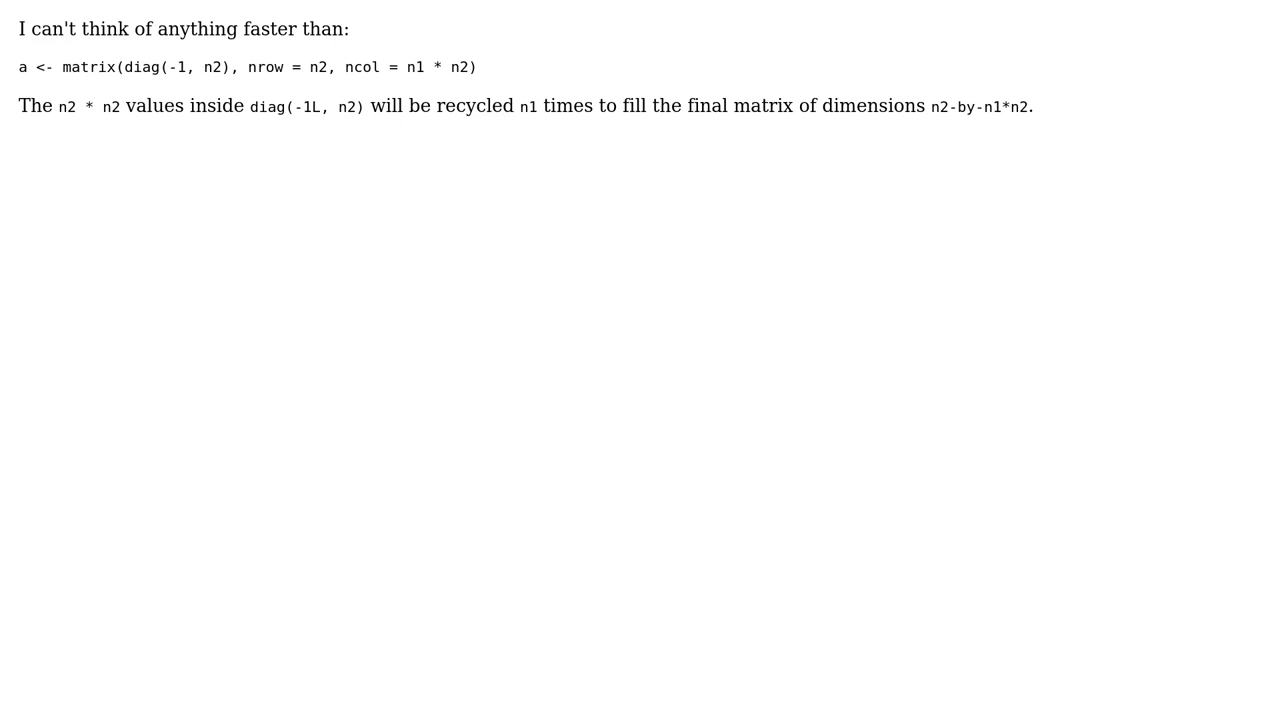 I can't think of anything faster than:
a <- matrix(diag(-1, n2), nrow = n2, ncol = n1 * n2)
The n2 * n2 values inside diag(-1L, n2) will be recycled n1 times to fill the final matrix of dimensions n2-by-n1*n2.